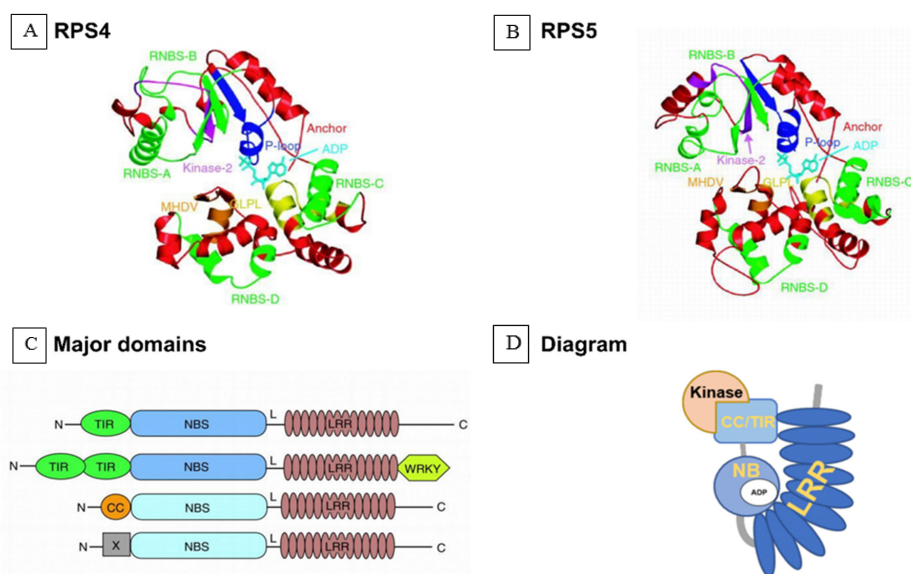 A RPS4
RNBS-B
Anchor
P-loop
ADP
Kinase-2
RNBS-A
RNBS-C
MHDV
GLPL
RNBS-D
B RPS5
RNBS-B
Anchor
P-loop
ADP
RNBS-A
Kinase-2
MHDV
GLPL
RNBS-C
RNBS-D
C Major domains
N TIR NBS L LRR C
N TIR TIR NBS L LRR WRKY
N CC NBS L LRR C
N X NBS L LRR C
D Diagram
Kinase
CC/TIR
NB
ADP
LRR